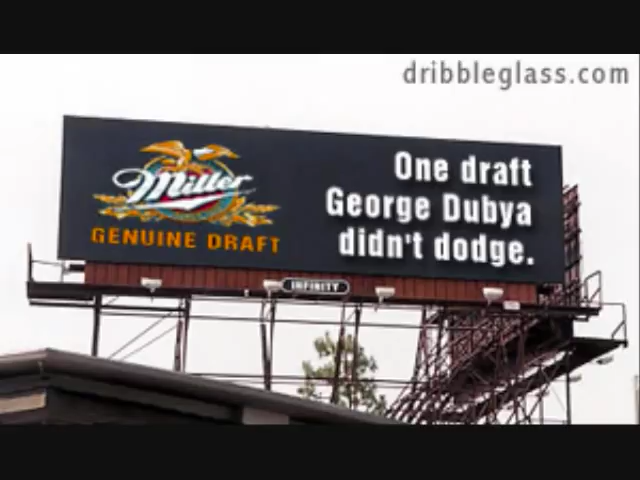 dribbleglass.com
Miller
GENUINE DRAFT
One draft
George Dubya
didn't dodge.
INFINITY